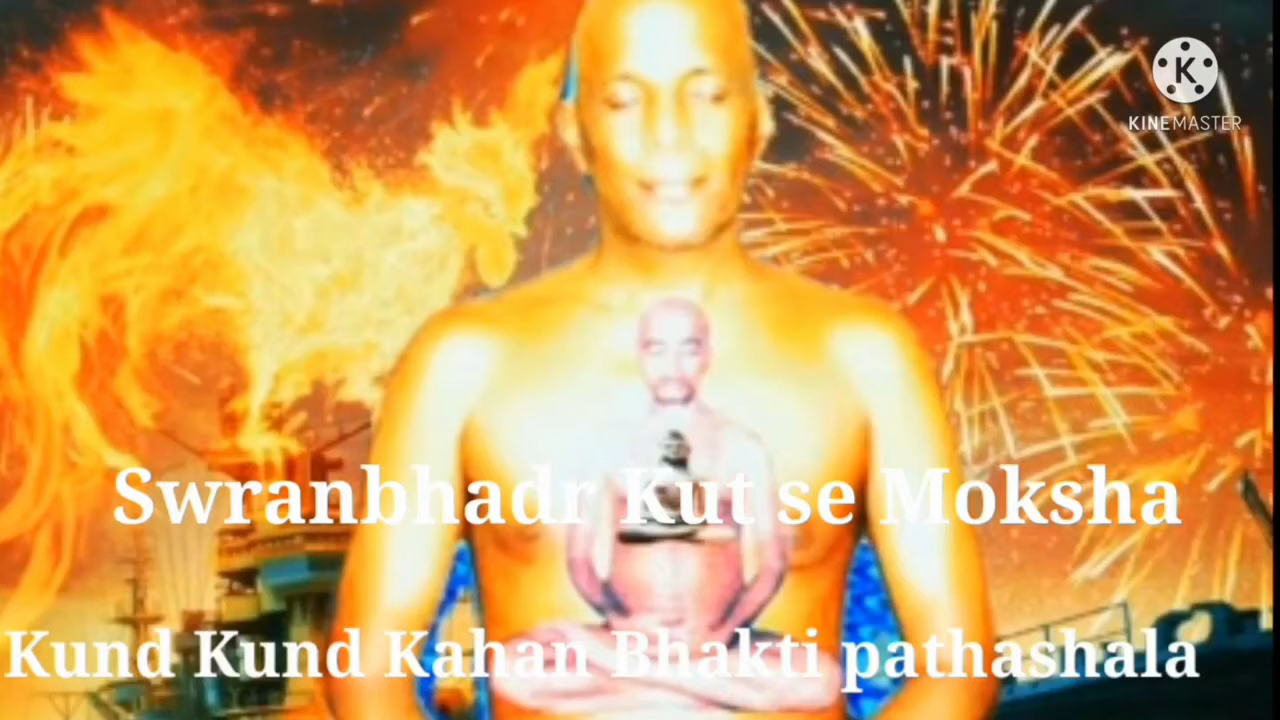 KINEMASTER
Swranbhadr Kut se Moksha
Kund Kund Kahan Bhakti pathashala